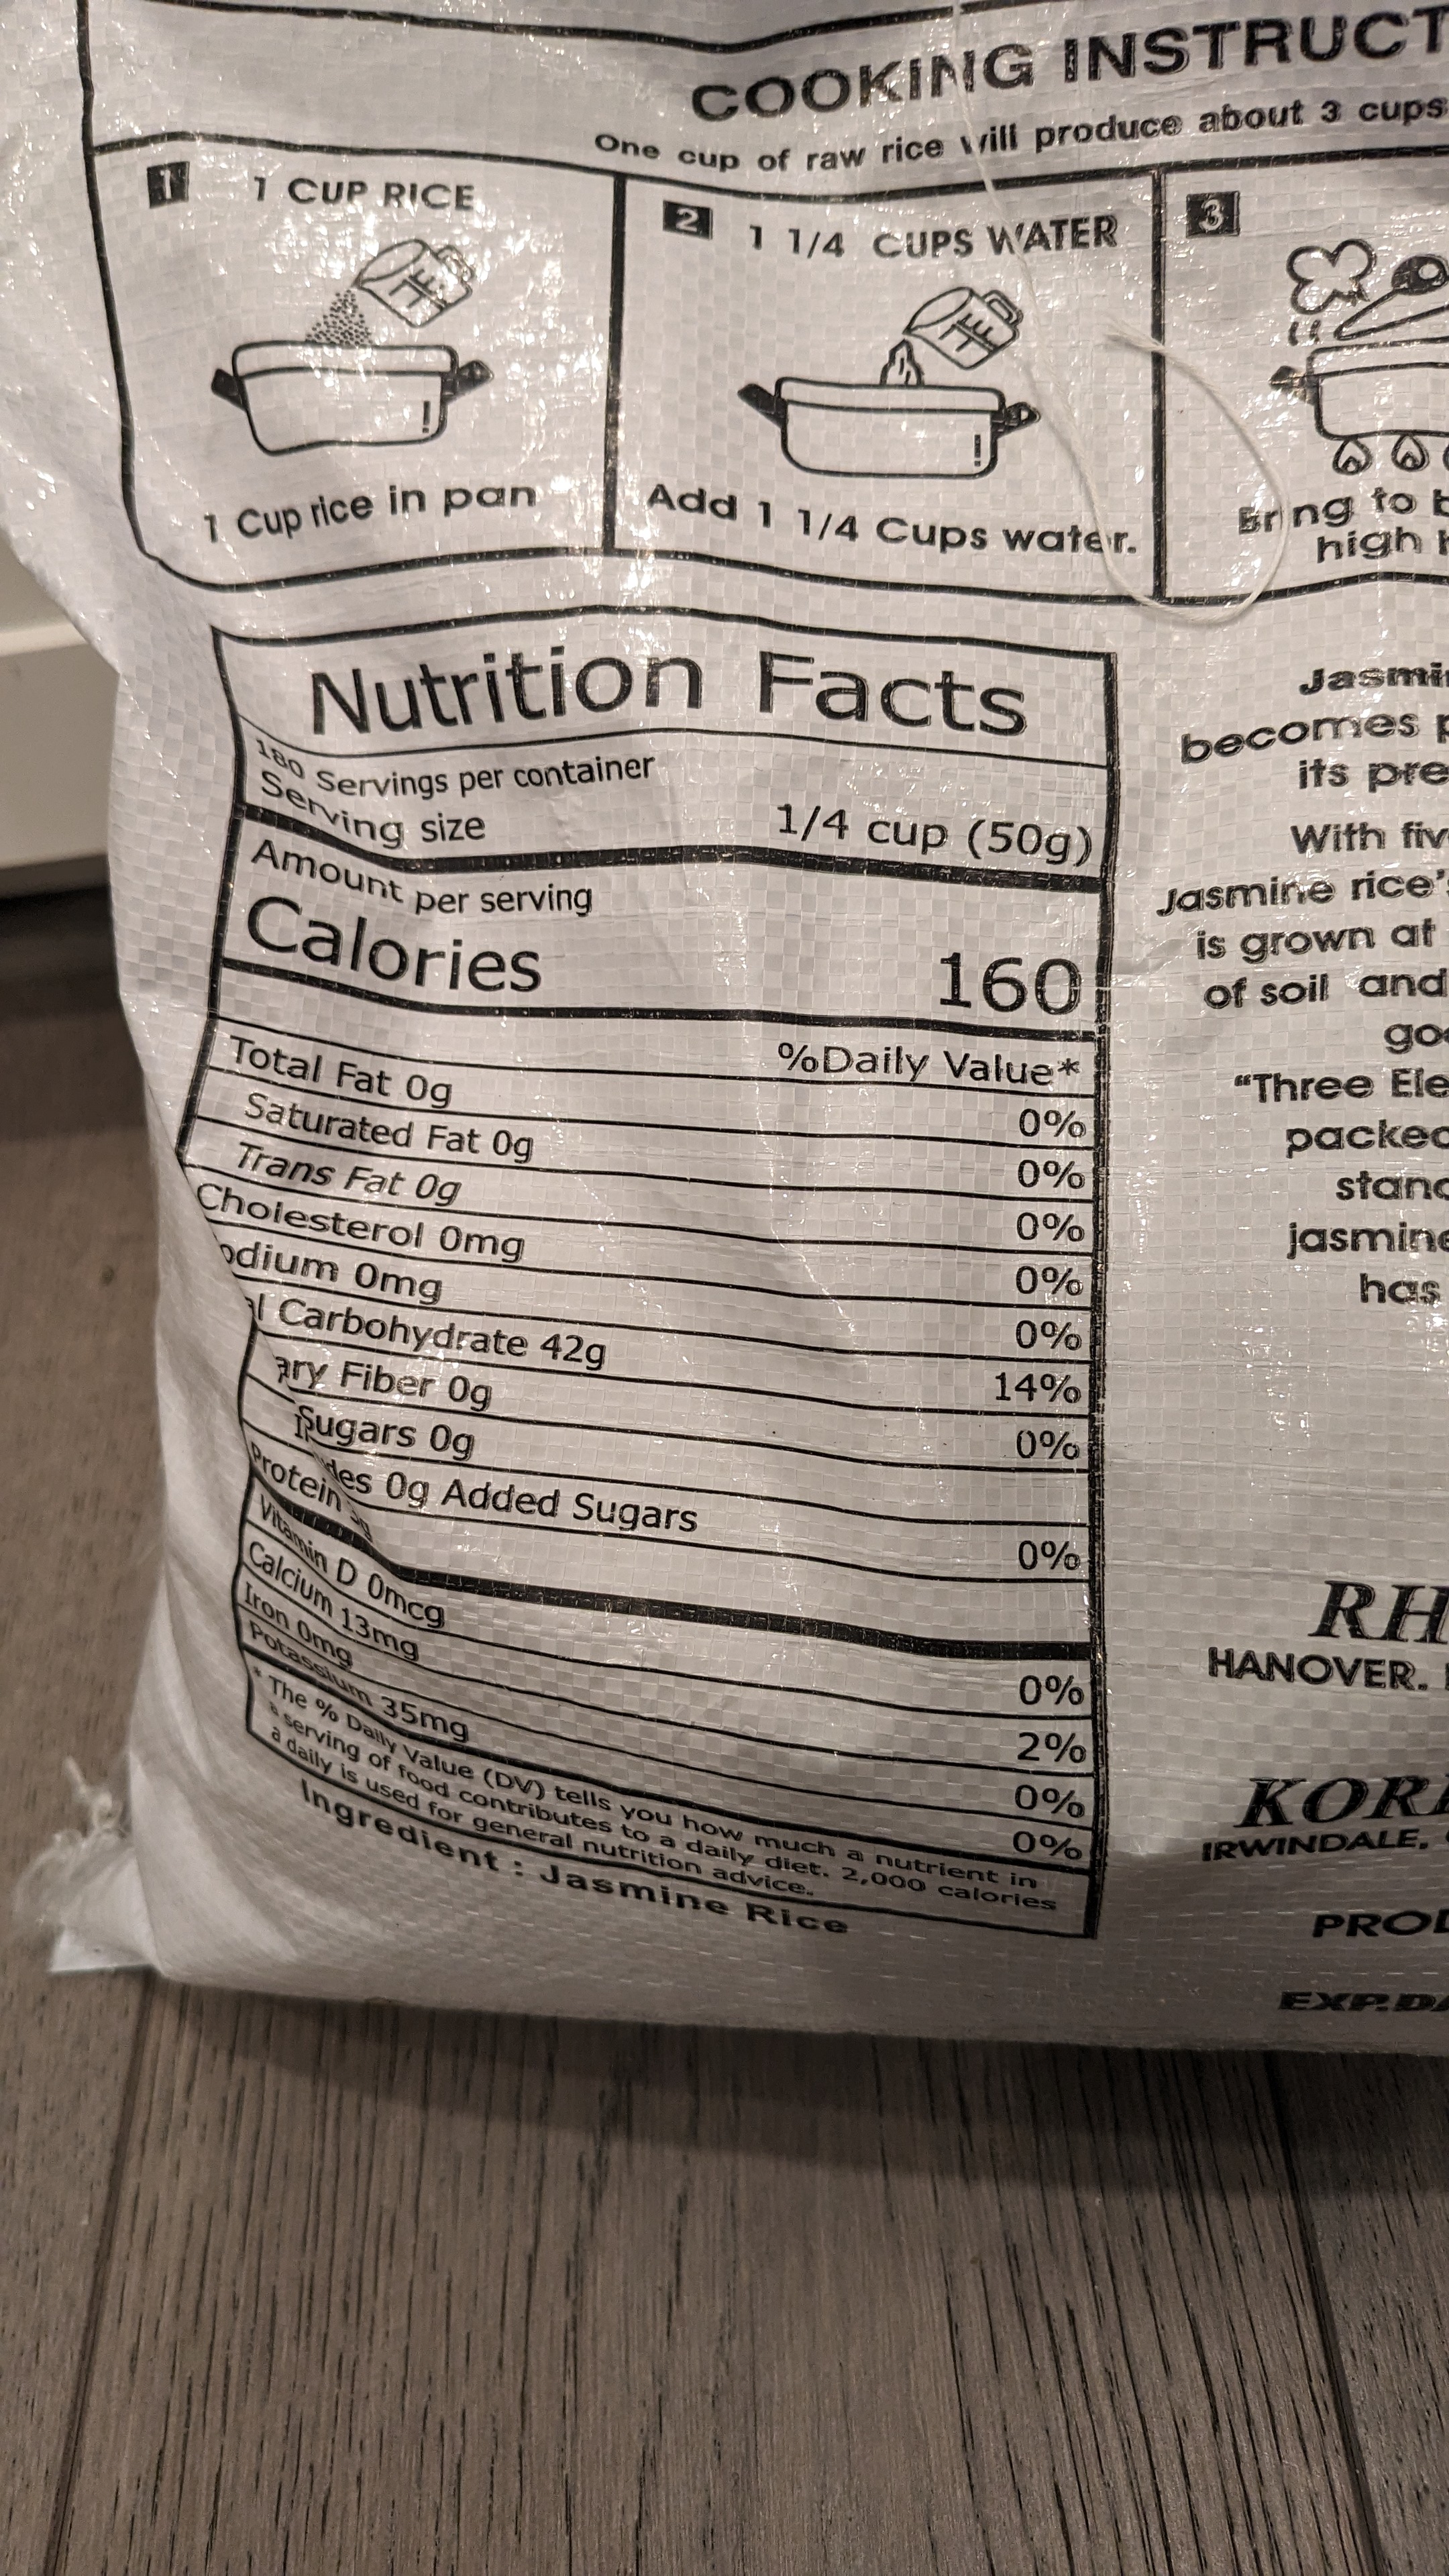 COOKING INSTRUCT
One cup of raw rice will produce about 3 cups
1 1 CUP RICE
1 Cup rice in pan
2 1 1/4 CUPS WATER
Add 1 1/4 Cups water.
3
Bring to b
high h
Nutrition Facts
180 Servings per container
Serving size 1/4 cup (50g)
Amount per serving
Calories 160
%Daily Value*
Total Fat 0g 0%
Saturated Fat 0g 0%
Trans Fat 0g 0%
Cholesterol 0mg 0%
odium 0mg 0%
al Carbohydrate 42g 14%
ary Fiber 0g 0%
Sugars 0g
des 0g Added Sugars 0%
Protein
Vitamin D 0mcg 0%
Calcium 13mg 2%
Iron 0mg 0%
Potassium 35mg 0%
* The % Daily Value (DV) tells you how much a nutrient in
a serving of food contributes to a daily diet. 2,000 calories
a daily is used for general nutrition advice.
Ingredient : Jasmine Rice
Jasmin
becomes p
its pre
With fiv
Jasmine rice's
is grown at
of soil and
goo
"Three Ele
packed
stand
jasmine
has
RH
HANOVER.
KORE
IRWINDALE,
PROD
EXP.DA